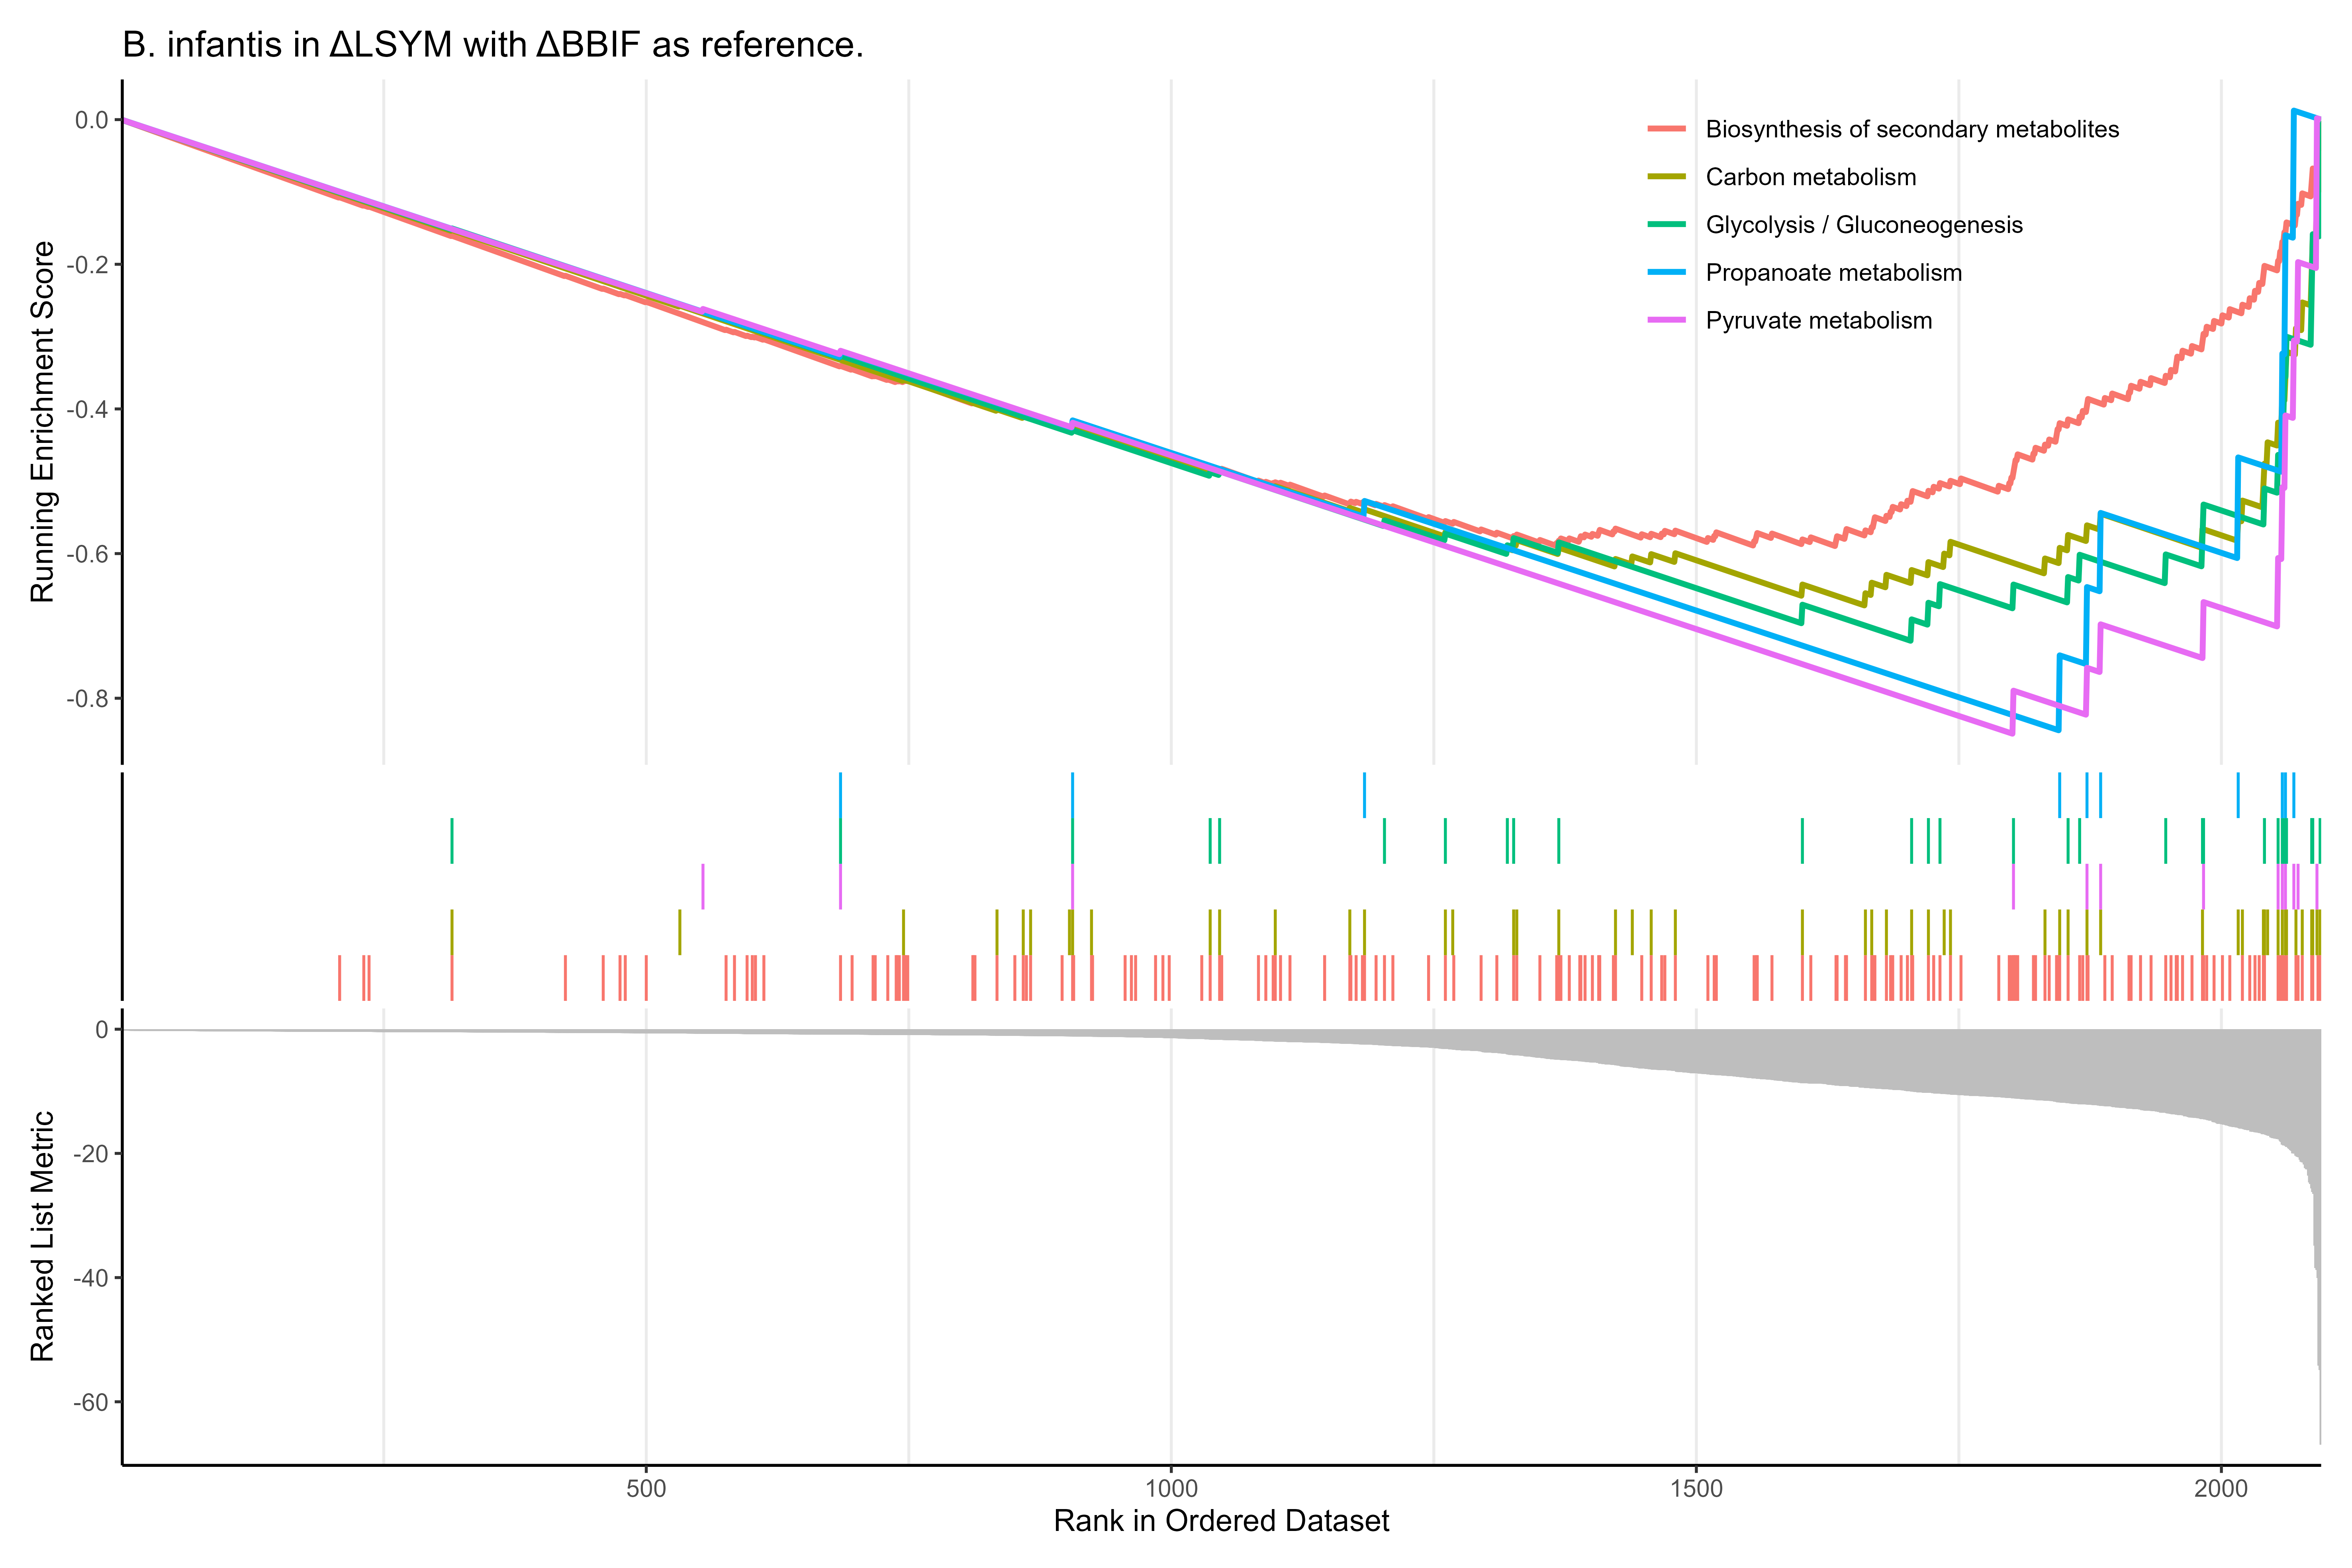 B. infantis in ΔLSYM with ΔBBIF as reference.
Running Enrichment Score
0.0
-0.2
-0.4
-0.6
-0.8
Biosynthesis of secondary metabolites
Carbon metabolism
Glycolysis / Gluconeogenesis
Propanoate metabolism
Pyruvate metabolism
Ranked List Metric
0
-20
-40
-60
500
1000
1500
2000
Rank in Ordered Dataset